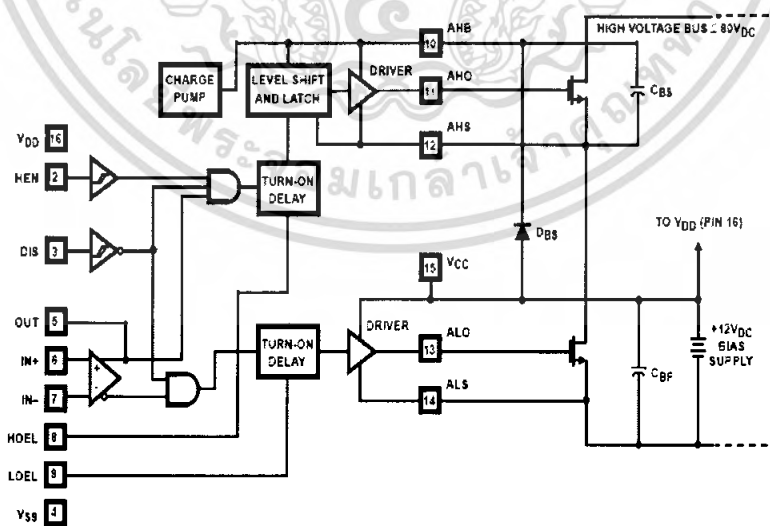 AHB
10
HIGH VOLTAGE BUS ≤ 80VDC
CHARGE PUMP
LEVEL SHIFT AND LATCH
DRIVER
AHO
11
CBS
AHS
12
VDD 16
HEN 2
TURN-ON DELAY
DIS 3
DBS
TO VDD (PIN 16)
VCC
15
OUT 5
IN+ 6
IN– 7
+
-
TURN-ON DELAY
DRIVER
ALO
13
+12VDC BIAS SUPPLY
CBF
ALS
14
HDEL 8
LDEL 9
VSS 4